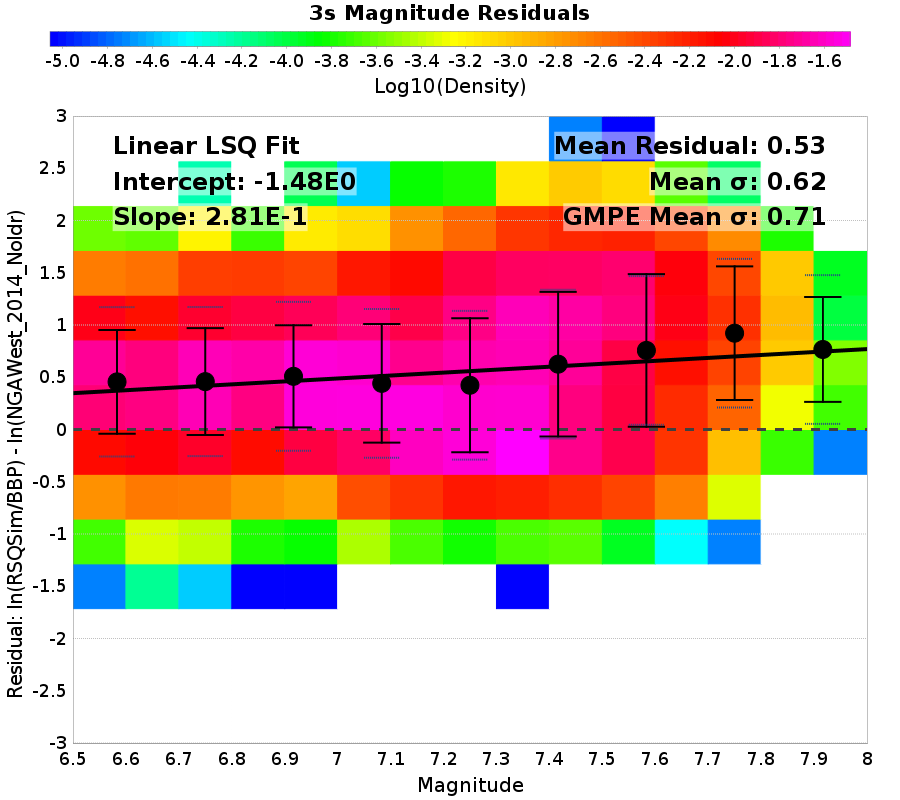 3s Magnitude Residuals
-5.0 -4.8 -4.6 -4.4 -4.2 -4.0 -3.8 -3.6 -3.4 -3.2 -3.0 -2.8 -2.6 -2.4 -2.2 -2.0 -1.8 -1.6
Log10(Density)
Linear LSQ Fit
Intercept: -1.48E0
Slope: 2.81E-1
Mean Residual: 0.53
Mean σ: 0.62
GMPE Mean σ: 0.71
Residual: ln(RSQSim/BBP) - ln(NGAWest_2014_NoIdr)
3
2.5
2
1.5
1
0.5
0
-0.5
-1
-1.5
-2
-2.5
-3
6.5 6.6 6.7 6.8 6.9 7 7.1 7.2 7.3 7.4 7.5 7.6 7.7 7.8 7.9 8
Magnitude